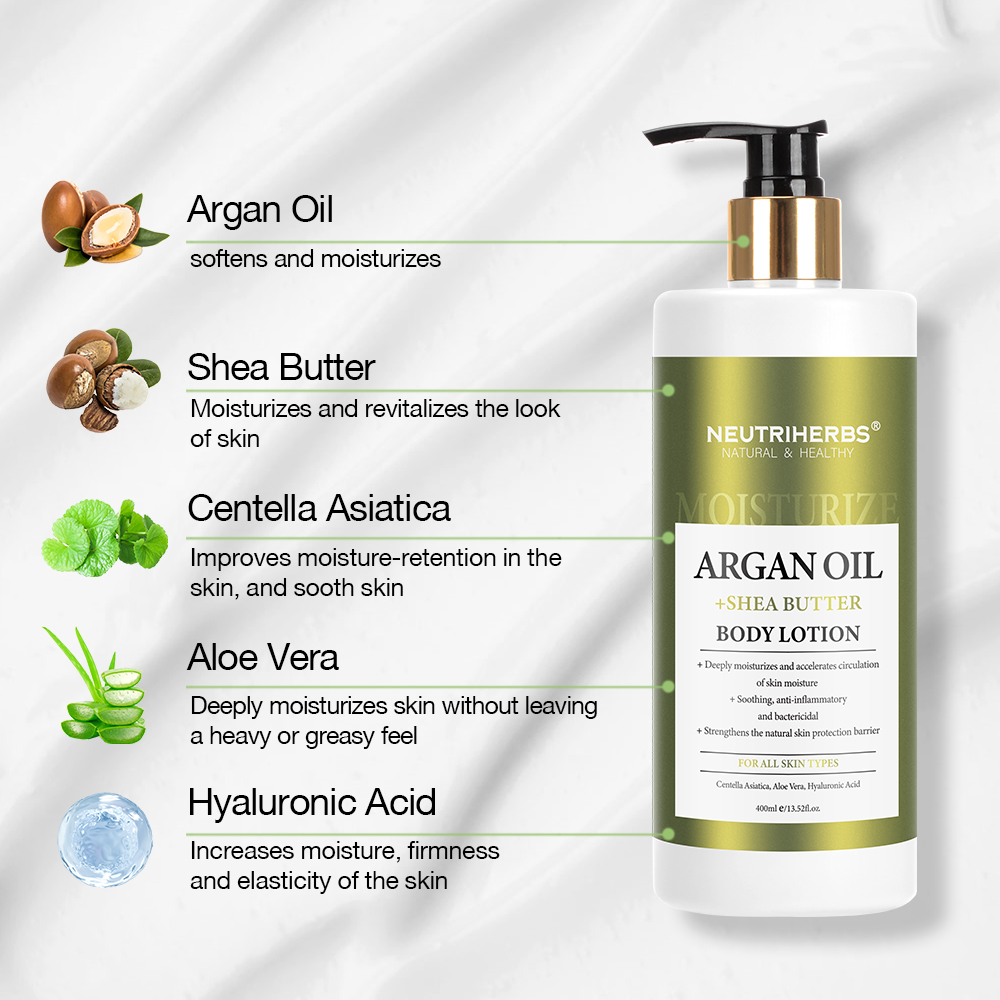 Argan Oil
softens and moisturizes
Shea Butter
Moisturizes and revitalizes the look
of skin
Centella Asiatica
Improves moisture-retention in the
skin, and sooth skin
Aloe Vera
Deeply moisturizes skin without leaving
a heavy or greasy feel
Hyaluronic Acid
Increases moisture, firmness
and elasticity of the skin
NEUTRIHERBS®
NATURAL & HEALTHY
MOISTURIZE
ARGAN OIL
+SHEA BUTTER
BODY LOTION
+ Deeply moisturizes and accelerates circulation
of skin moisture
+ Soothing, anti-inflammatory
and bactericidal
+ Strengthens the natural skin protection barrier
FOR ALL SKIN TYPES
Centella Asiatica, Aloe Vera, Hyaluronic Acid
400ml e/13.52fl.oz.